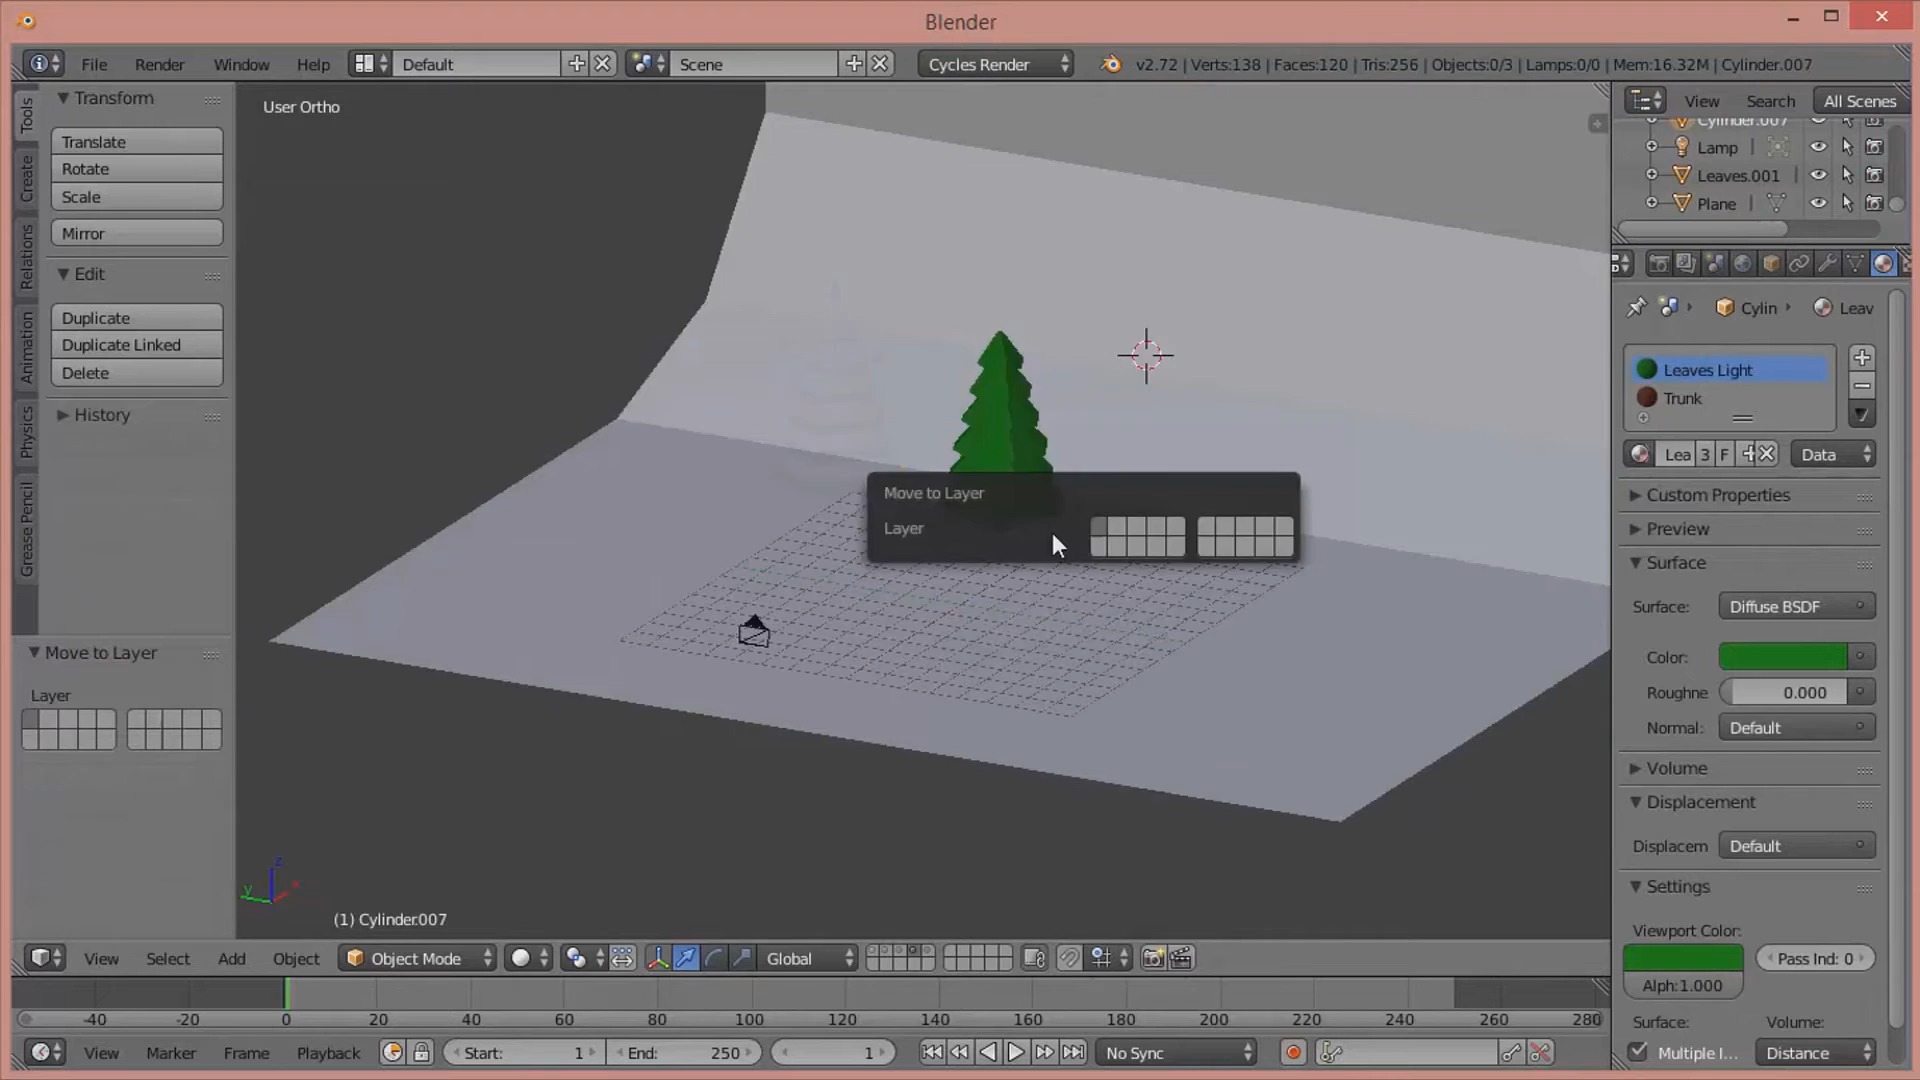 Blender
File Render Window Help Default Scene Cycles Render v2.72 | Verts:138 | Faces:120 | Tris:256 | Objects:0/3 | Lamps:0/0 | Mem:16.32M | Cylinder.007
Tools
Create
Relations
Animation
Physics
Grease Pencil
Transform
Translate
Rotate
Scale
Mirror
Edit
Duplicate
Duplicate Linked
Delete
History
Move to Layer
Layer
User Ortho
Move to Layer
Layer
z
y
x
(1) Cylinder.007
View Select Add Object Object Mode Global
View Search All Scenes
Cylinder.007
Lamp
Leaves.001
Plane
Cylin Leav
Leaves Light
Trunk
Lea 3 F Data
Custom Properties
Preview
Surface
Surface: Diffuse BSDF
Color:
Roughne 0.000
Normal: Default
Volume
Displacement
Displacem Default
Settings
Viewport Color:
Pass Ind: 0
Alph:1.000
Surface: Volume:
Multiple I... Distance
-40 -20 0 20 40 60 80 100 120 140 160 180 200 220 240 260 280
View Marker Frame Playback Start: 1 End: 250 1 No Sync